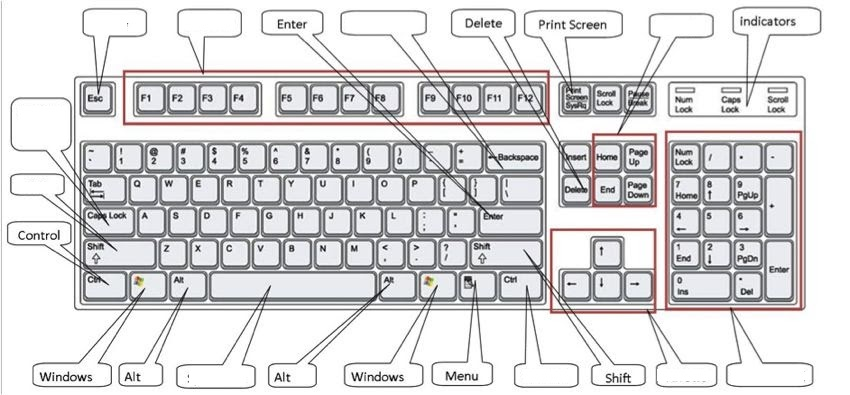 Enter
Delete
Print Screen
indicators
Esc
F1 F2 F3 F4 F5 F6 F7 F8 F9 F10 F11 F12
Print Screen SysRq
Scroll Lock
Pause Break
Num Lock
Caps Lock
Scroll Lock
~ ` ! 1 @ 2 # 3 $ 4 % 5 ^ 6 & 7 * 8 ( 9 ) 0 _ - + = ←Backspace
Insert Home Page Up
Num Lock / * -
Tab Q W E R T Y U I O P { [ } ] | \
Delete End Page Down
7 Home 8 ↑ 9 PgUp +
Caps Lock A S D F G H J K L : ; " ' Enter
4 ← 5 6 →
Control
Shift ⇧ Z X C V B N M < , > . ? / Shift ⇧
↑
1 End 2 ↓ 3 PgDn Enter
Ctrl Alt Alt Ctrl
← ↓ →
0 Ins . Del
Windows
Alt
Alt
Windows
Menu
Shift